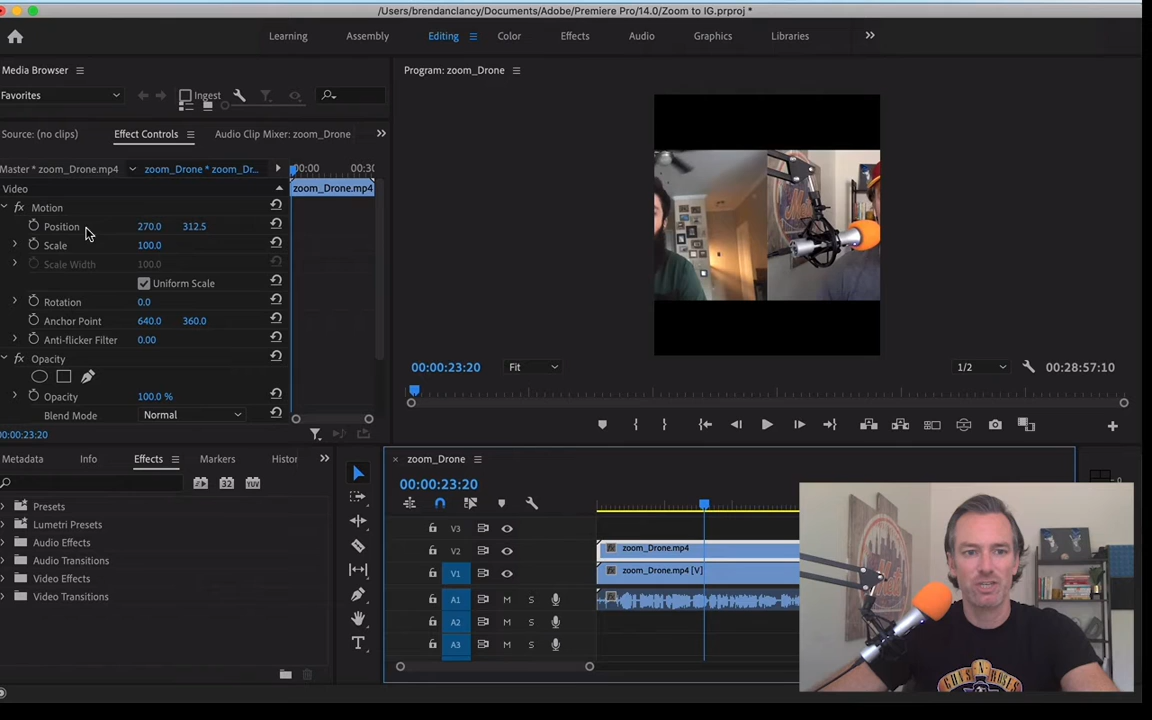 /Users/brendanclancy/Documents/Adobe/Premiere Pro/14.0/Zoom to IG.prproj *
Learning Assembly Editing Color Effects Audio Graphics Libraries
Media Browser
Favorites
Ingest
Source: (no clips) Effect Controls Audio Clip Mixer: zoom_Drone
Master * zoom_Drone.mp4 zoom_Drone * zoom_Dr... :00:00 00:30
Video zoom_Drone.mp4
fx Motion
Position 270.0 312.5
Scale 100.0
Scale Width 100.0
Uniform Scale
Rotation 0.0
Anchor Point 640.0 360.0
Anti-flicker Filter 0.00
fx Opacity
Opacity 100.0 %
Blend Mode Normal
00:00:23:20
Program: zoom_Drone
00:00:23:20 Fit 1/2 00:28:57:10
Metadata Info Effects Markers Histor
Presets
Lumetri Presets
Audio Effects
Audio Transitions
Video Effects
Video Transitions
zoom_Drone
00:00:23:20
V3
V2 fx zoom_Drone.mp4
V1 fx zoom_Drone.mp4 [V]
A1 M S
A2 M S
A3 M S
GUNS N ROSES